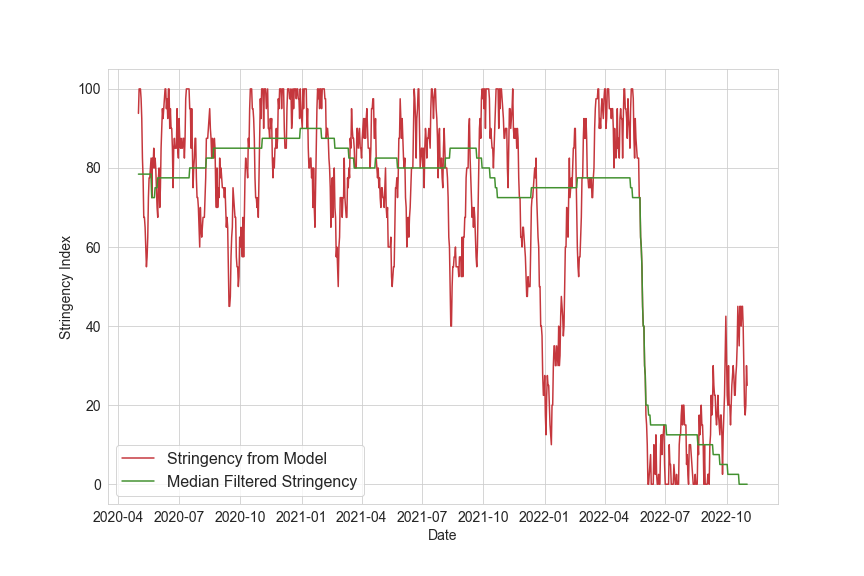 100
80
60
40
20
0
Stringency Index
Stringency from Model
Median Filtered Stringency
2020-04 2020-07 2020-10 2021-01 2021-04 2021-07 2021-10 2022-01 2022-04 2022-07 2022-10
Date